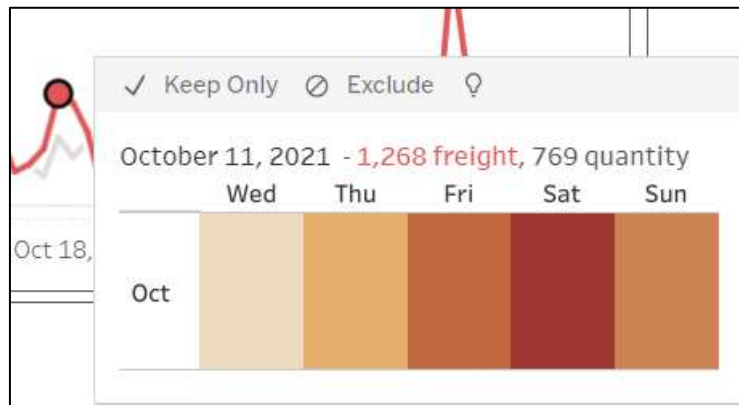 Keep Only Exclude
October 11, 2021 - 1,268 freight, 769 quantity
Wed Thu Fri Sat Sun
Oct 18,
Oct